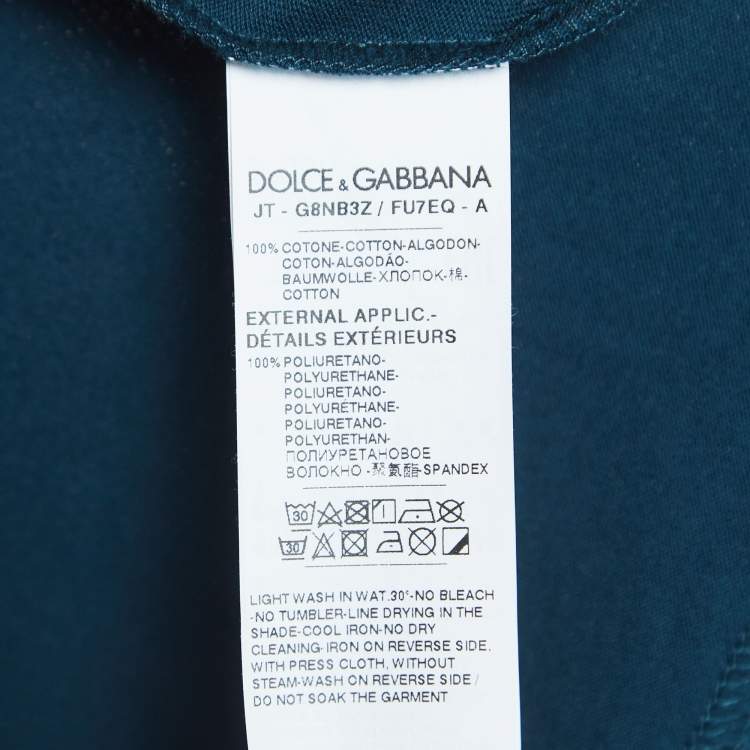 DOLCE & GABBANA
JT - G8NB3Z / FU7EQ - A
100% COTONE-COTTON-ALGODON-
COTON-ALGODÃO-
BAUMWOLLE-ХЛОПОК-棉-
COTTON
EXTERNAL APPLIC.-
DÉTAILS EXTÉRIEURS
100% POLIURETANO-
POLYURETHANE-
POLIURETANO-
POLYURÉTHANE-
POLIURETANO-
POLYURETHAN-
ПОЛИУРЕТАНОВОЕ
ВОЛОКНО -聚氨酯-SPANDEX
30
30
LIGHT WASH IN WAT.30°-NO BLEACH
-NO TUMBLER-LINE DRYING IN THE
SHADE-COOL IRON-NO DRY
CLEANING-IRON ON REVERSE SIDE,
WITH PRESS CLOTH, WITHOUT
STEAM-WASH ON REVERSE SIDE /
DO NOT SOAK THE GARMENT